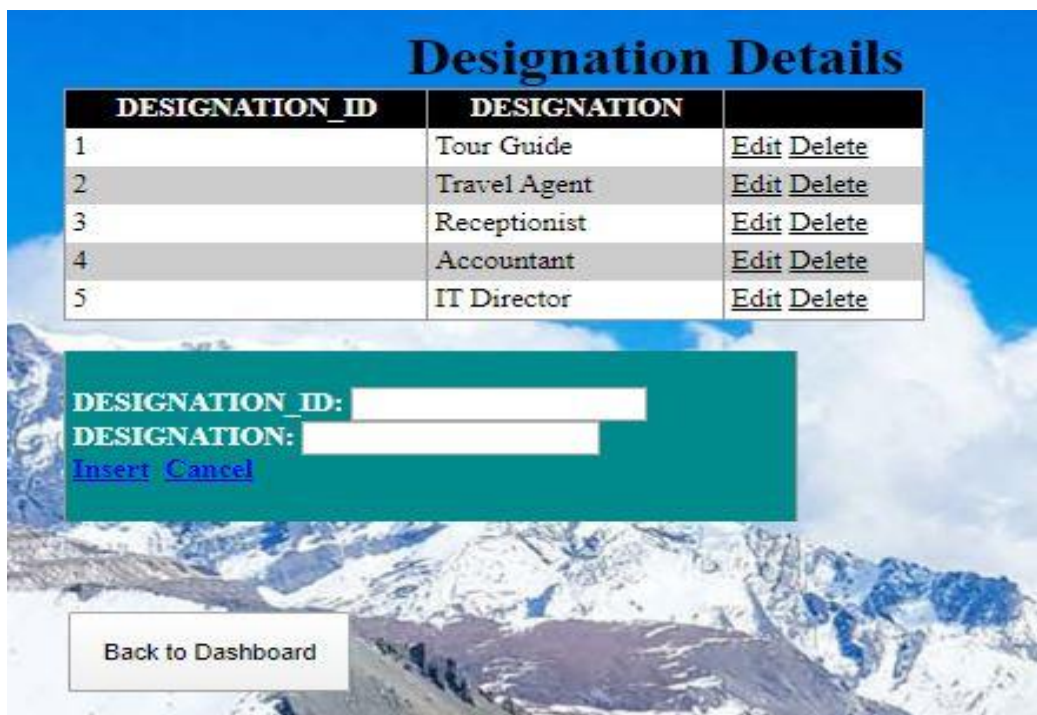 Designation Details
DESIGNATION_ID DESIGNATION
1 Tour Guide Edit Delete
2 Travel Agent Edit Delete
3 Receptionist Edit Delete
4 Accountant Edit Delete
5 IT Director Edit Delete
DESIGNATION_ID:
DESIGNATION:
Insert Cancel
Back to Dashboard